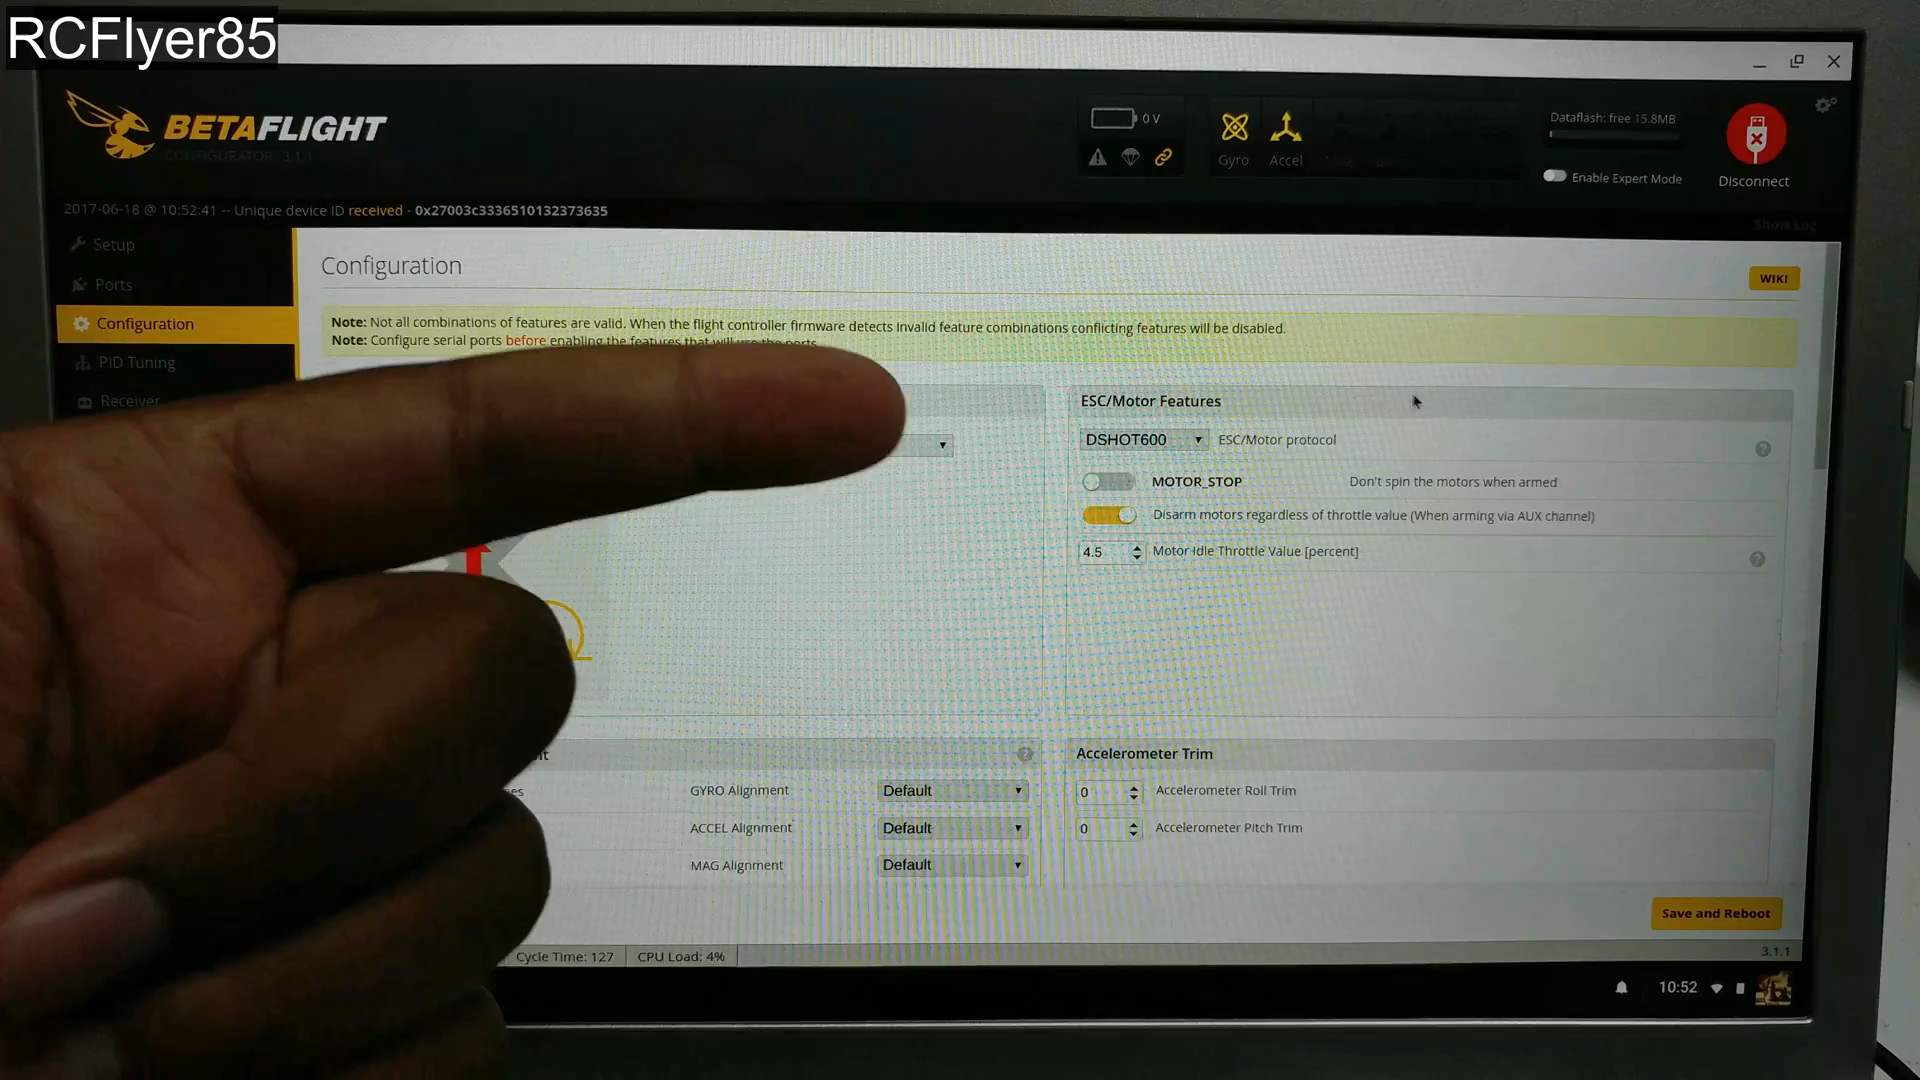 RCFlyer85
BETAFLIGHT
CONFIGURATOR 3.1.1
0 V
Gyro
Accel
Dataflash: free 15.8MB
Enable Expert Mode
Disconnect
2017-06-18 @ 10:52:41 -- Unique device ID received - 0x27003c3336510132373635
Show Log
Setup
Ports
Configuration
PID Tuning
Receiver
Configuration
WIKI
Note: Not all combinations of features are valid. When the flight controller firmware detects invalid feature combinations conflicting features will be disabled.
Note: Configure serial ports before enabling the features that will use the ports.
ESC/Motor Features
DSHOT600 ESC/Motor protocol
MOTOR_STOP Don't spin the motors when armed
Disarm motors regardless of throttle value (When arming via AUX channel)
4.5 Motor Idle Throttle Value [percent]
GYRO Alignment Default
ACCEL Alignment Default
MAG Alignment Default
Accelerometer Trim
0 Accelerometer Roll Trim
0 Accelerometer Pitch Trim
Save and Reboot
Cycle Time: 127 CPU Load: 4%
3.1.1
10:52